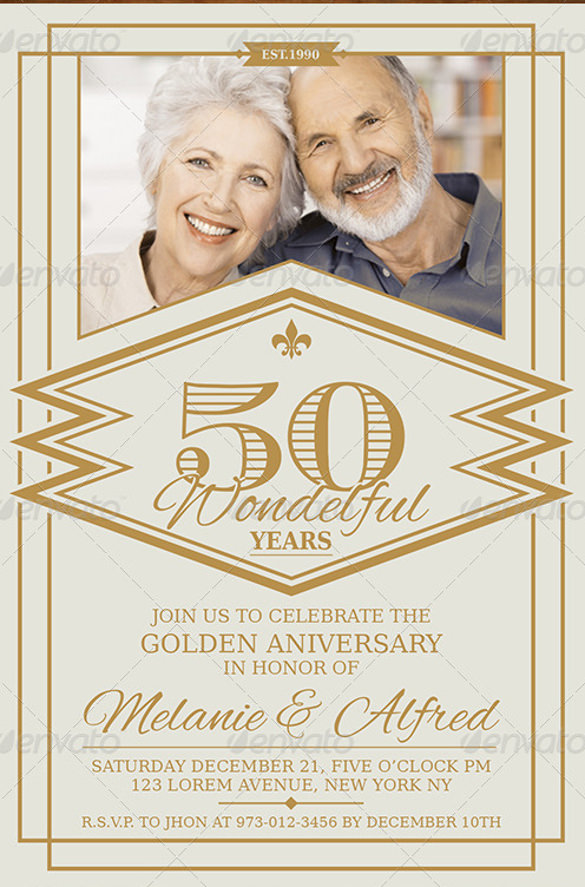 EST.1990
50
Wondelful
YEARS
JOIN US TO CELEBRATE THE
GOLDEN ANIVERSARY
IN HONOR OF
Melanie & Alfred
SATURDAY DECEMBER 21, FIVE O'CLOCK PM
123 LOREM AVENUE, NEW YORK NY
R.S.V.P. TO JHON AT 973-012-3456 BY DECEMBER 10TH
envato